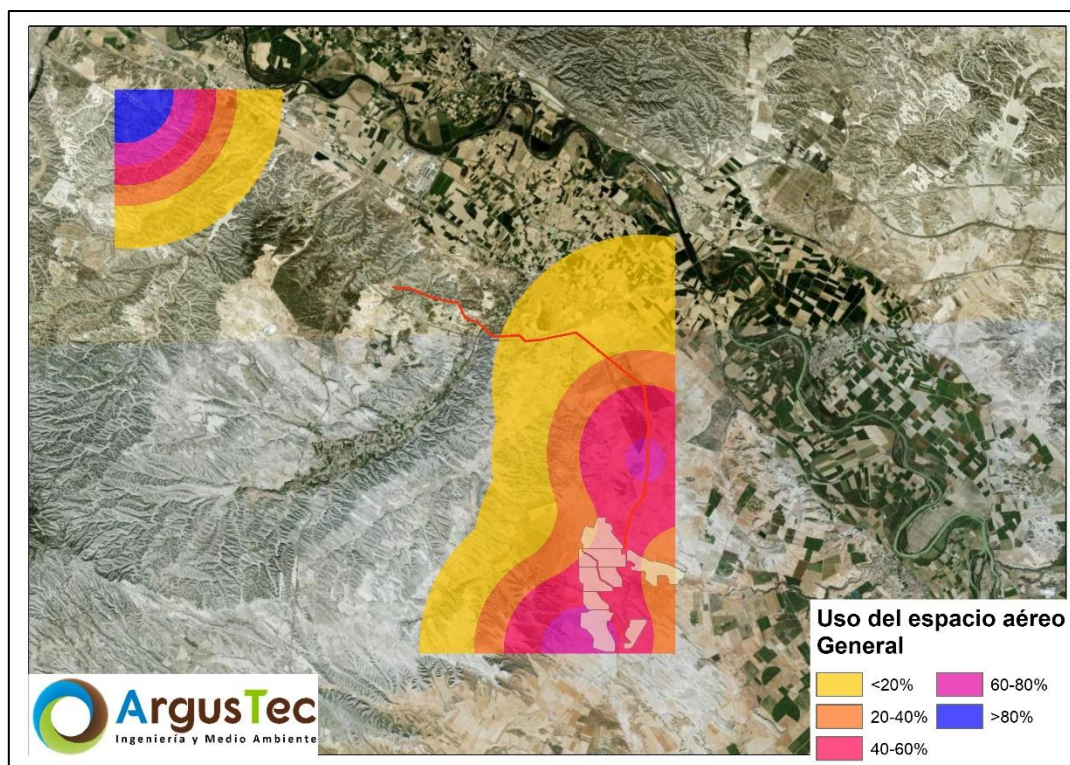 Uso del espacio aéreo
General
<20%
20-40%
40-60%
60-80%
>80%
ArgusTec
Ingeniería y Medio Ambiente